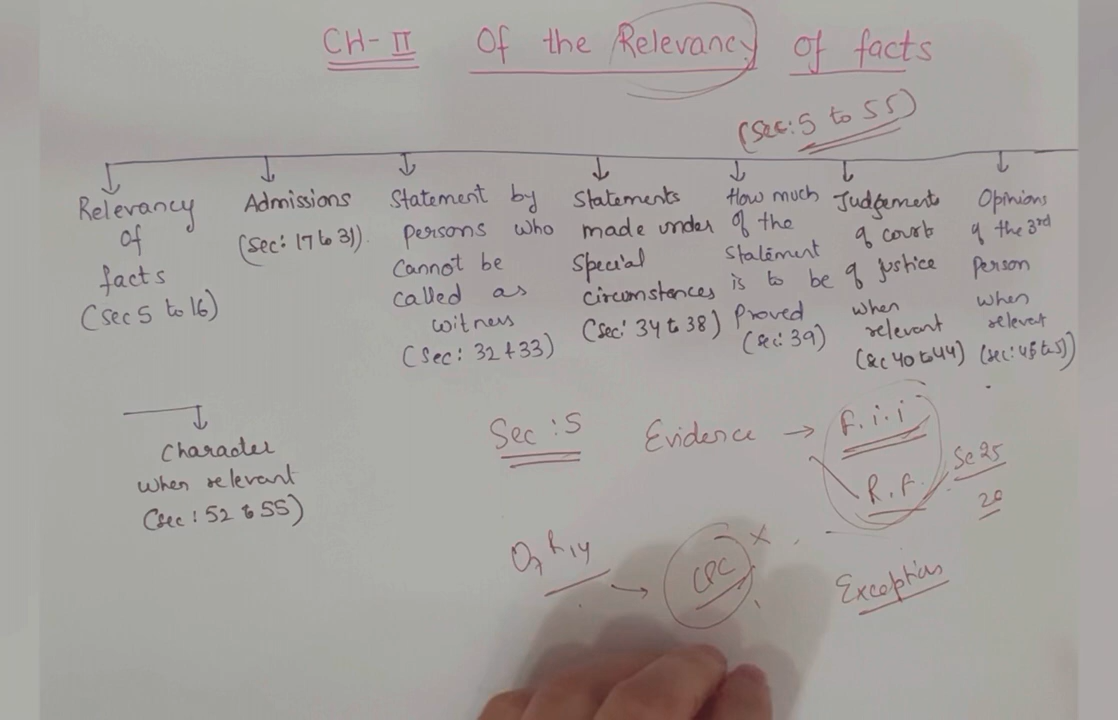 CH-II Of the Relevancy of facts
(Sec: 5 to 55)
Relevancy
of
facts
(Sec 5 to 16)
Admissions
(Sec: 17 to 31).
Statement by
persons who
Cannot be
called as
witness
(Sec: 32 & 33)
Statements
made under
Special
circumstances
(Sec: 34 to 38)
How much
of the
Statement
is to be
Proved
(Sec: 39)
Judgements
of courts
of justice
when
relevant
(Sec 40 to 44)
Opinions
of the 3rd
Person
when
relevant
(Sec: 45 to 51)
Character
when relevant
(Sec: 52 to 55)
Sec: 5 Evidence → F.i.i
R.F.
Se 25
O7 R14 → CPC x
Exception